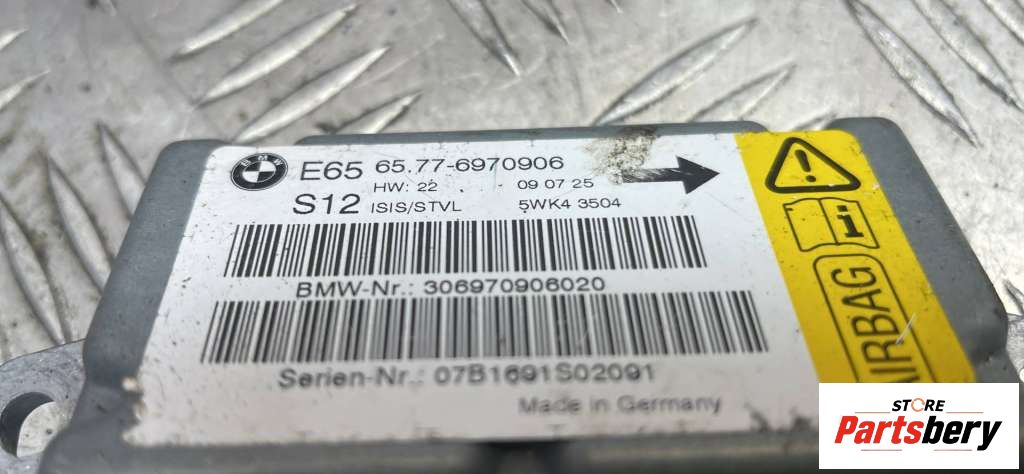 BMW
E65 65.77-6970906
HW: 22 09 07 25
S12 ISIS/STVL 5WK4 3504
BMW-Nr.: 306970906020
Serien-Nr.: 07B1691S02091
Made in Germany
AIRBAG
STORE
Partsbery